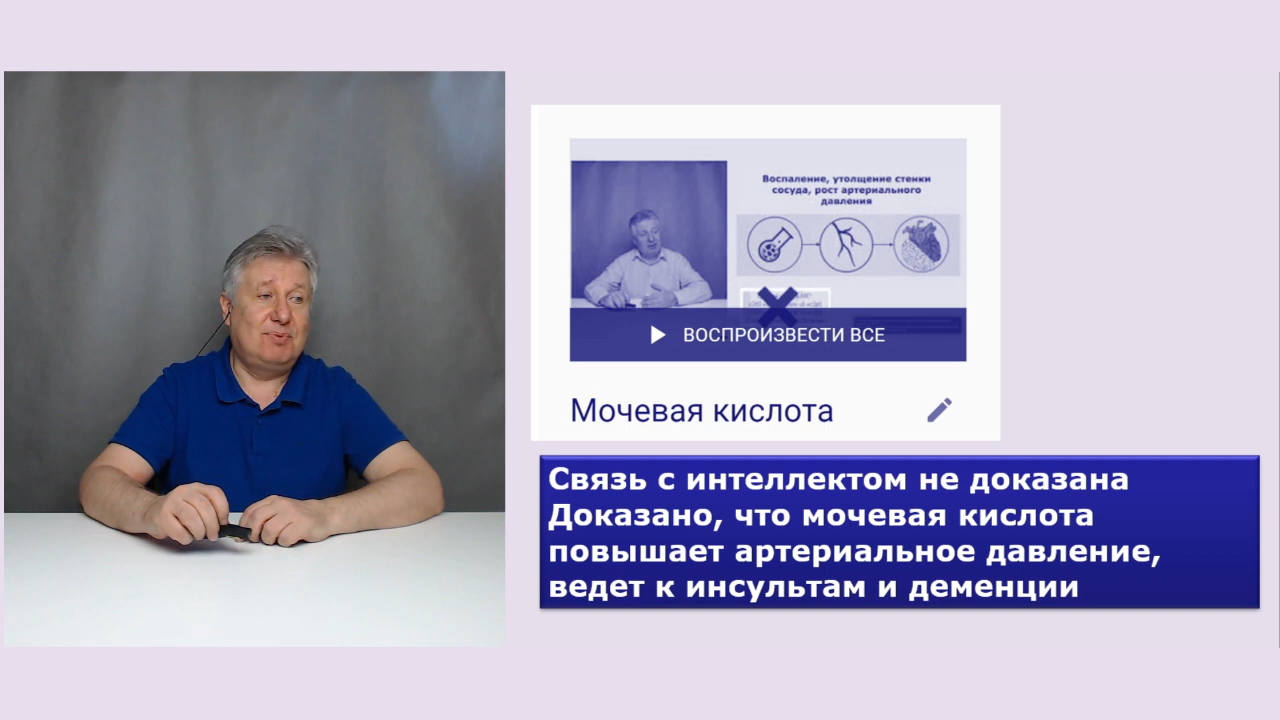 Воспаление, утолщение стенки
сосуда, рост артериального
давления
ВОСПРОИЗВЕСТИ ВСЕ
Мочевая кислота
Связь с интеллектом не доказана
Доказано, что мочевая кислота
повышает артериальное давление,
ведет к инсультам и деменции